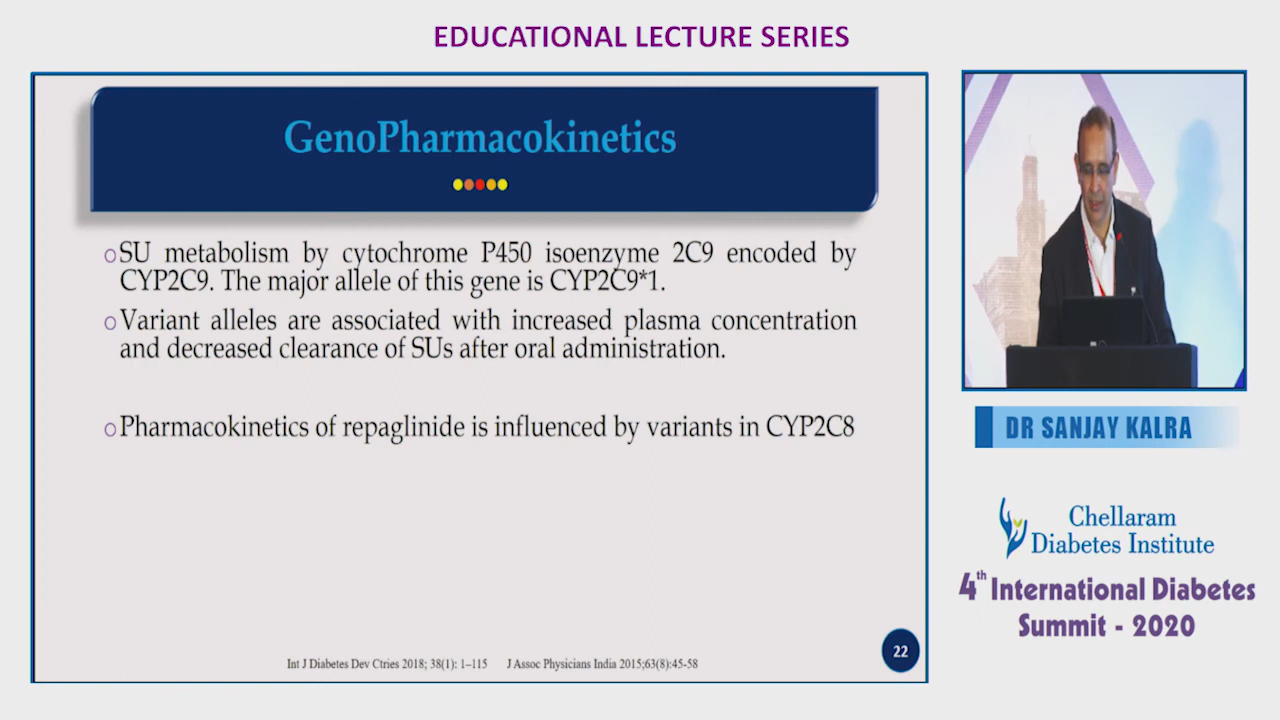 EDUCATIONAL LECTURE SERIES
GenoPharmacokinetics
SU metabolism by cytochrome P450 isoenzyme 2C9 encoded by
CYP2C9. The major allele of this gene is CYP2C9*1.
Variant alleles are associated with increased plasma concentration
and decreased clearance of SUs after oral administration.
Pharmacokinetics of repaglinide is influenced by variants in CYP2C8
Int J Diabetes Dev Ctries 2018; 38(1): 1–115 J Assoc Physicians India 2015;63(8):45-58
22
DR SANJAY KALRA
Chellaram
Diabetes Institute
4th International Diabetes
Summit - 2020